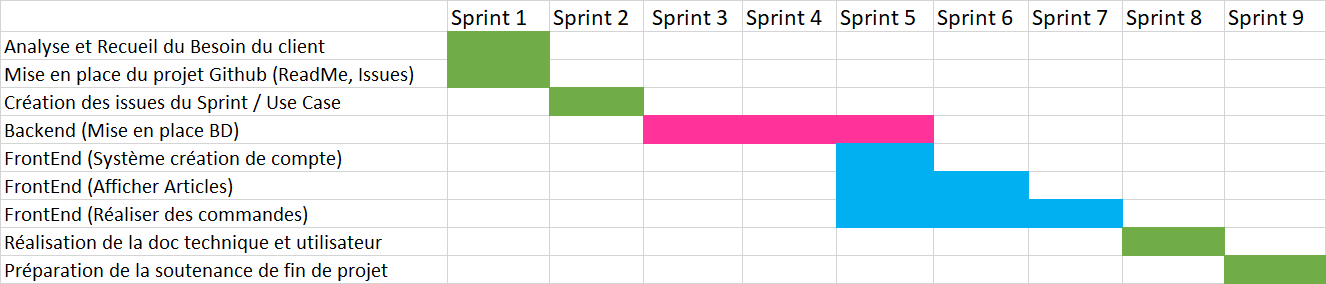 Sprint 1 Sprint 2 Sprint 3 Sprint 4 Sprint 5 Sprint 6 Sprint 7 Sprint 8 Sprint 9
Analyse et Recueil du Besoin du client
Mise en place du projet Github (ReadMe, Issues)
Création des issues du Sprint / Use Case
Backend (Mise en place BD)
FrontEnd (Système création de compte)
FrontEnd (Afficher Articles)
FrontEnd (Réaliser des commandes)
Réalisation de la doc technique et utilisateur
Préparation de la soutenance de fin de projet